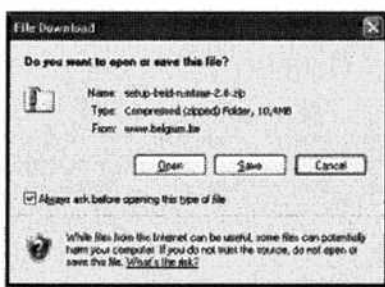 File Download
Do you want to open or save this file?
Name: setup-beid-runtime-2.6-zip
Type: Compressed (zipped) Folder, 10,4MB
From: www.belgium.be
Open Save Cancel
Always ask before opening this type of file
While files from the Internet can be useful, some files can potentially
harm your computer. If you do not trust the source, do not open or
save this file. What's the risk?